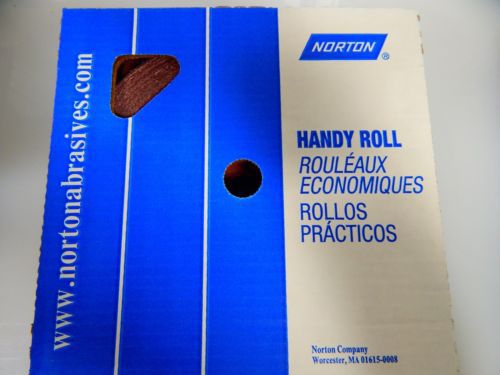 NORTON®
HANDY ROLL
ROULÉAUX
ECONOMIQUES
ROLLOS
PRÁCTICOS
Norton Company
Worcester, MA 01615-0008
www.nortonabrasives.com